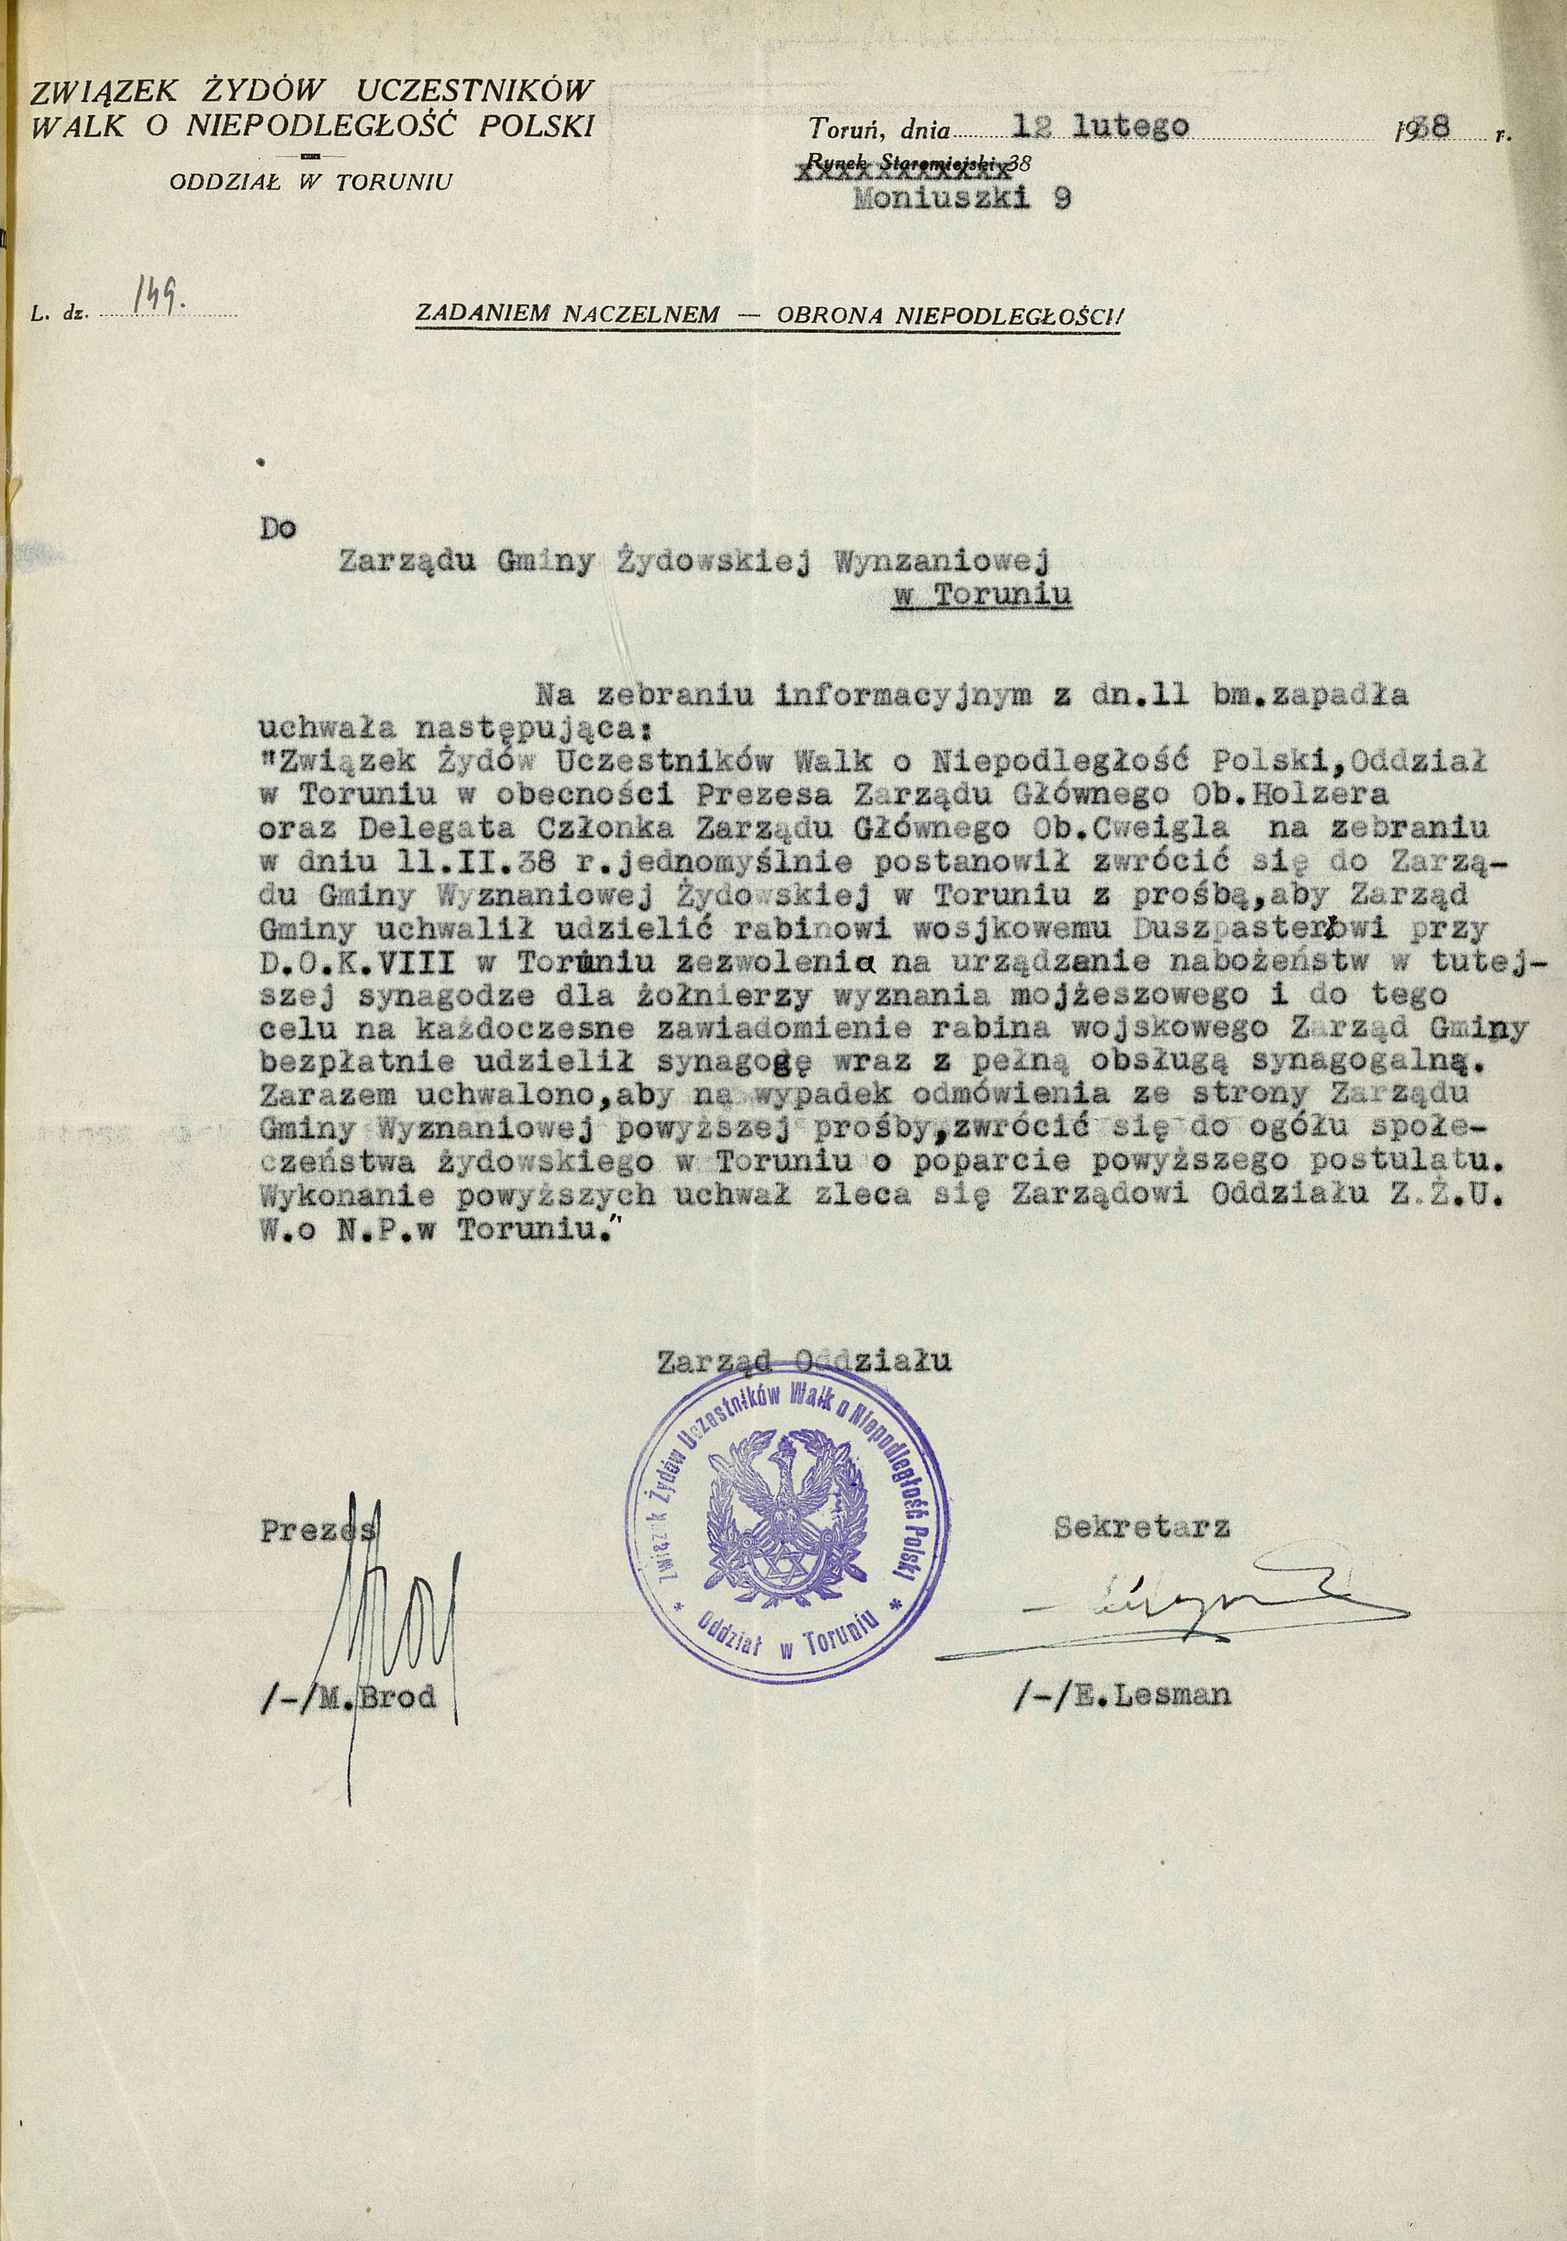 ZWIĄZEK ŻYDÓW UCZESTNIKÓW
WALK O NIEPODLEGŁOŚĆ POLSKI
ODDZIAŁ W TORUNIU
Toruń, dnia 12 lutego 1938 r.
Rynek Staromiejski 38
Moniuszki 9
L. dz. 149.
ZADANIEM NACZELNEM — OBRONA NIEPODLEGŁOŚCI!
Do
Zarządu Gminy Żydowskiej Wynzaniowej
w Toruniu
Na zebraniu informacyjnym z dn.11 bm.zapadła
uchwała następująca:
"Związek Żydów Uczestników Walk o Niepodległość Polski,Oddział
w Toruniu w obecności Prezesa Zarządu Głównego Ob.Holzera
oraz Delegata Członka Zarządu Głównego Ob.Cweigla na zebraniu
w dniu 11.II.38 r.jednomyślnie postanowił zwrócić się do Zarzą-
du Gminy Wyznaniowej Żydowskiej w Toruniu z prośbą,aby Zarząd
Gminy uchwalił udzielić rabinowi wosjkowemu Duszpasterowi przy
D.O.K.VIII w Toruniu zezwolenia na urządzanie nabożeństw w tutej-
szej synagodze dla żołnierzy wyznania mojżeszowego i do tego
celu na każdoczesne zawiadomienie rabina wojskowego Zarząd Gminy
bezpłatnie udzielił synagogę wraz z pełną obsługą synagogalną.
Zarazem uchwalono,aby na wypadek odmówienia ze strony Zarządu
Gminy Wyznaniowej powyższej prośby,zwrócić się do ogółu społe-
czeństwa żydowskiego w Toruniu o poparcie powyższego postulatu.
Wykonanie powyższych uchwał zleca się Zarządowi Oddziału Z.Ż.U.
W.o N.P.w Toruniu."
Zarząd Oddziału
Związek Żydów Uczestników Walk o Niepodległość Polski
* Oddział w Toruniu *
Prezes
Sekretarz
/-/M.Brod
/-/E.Lesman